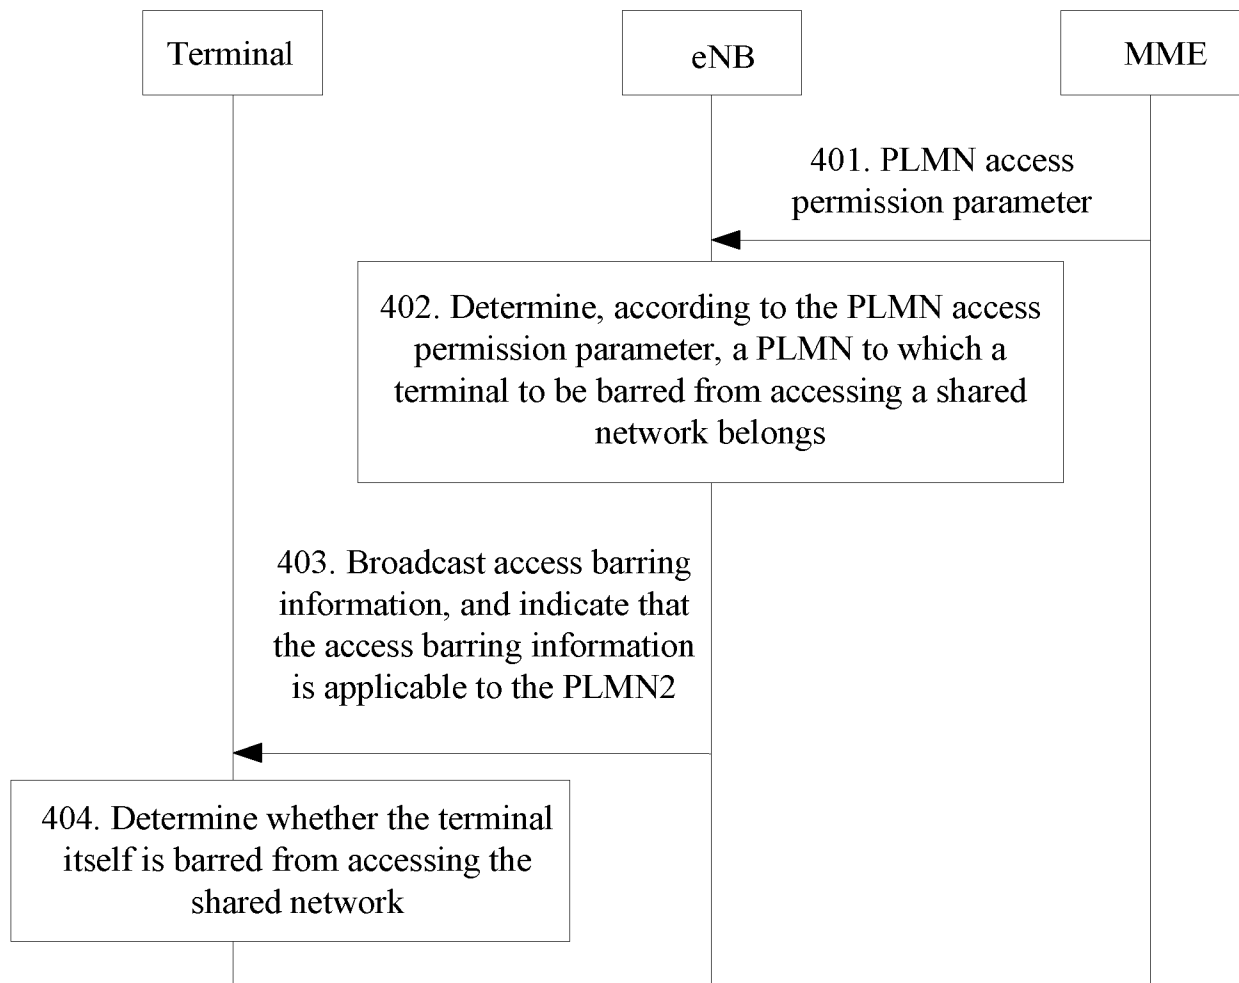 Terminal
eNB
MME
401. PLMN access
permission parameter
402. Determine, according to the PLMN access
permission parameter, a PLMN to which a
terminal to be barred from accessing a shared
network belongs
403. Broadcast access barring
information, and indicate that
the access barring information
is applicable to the PLMN2
404. Determine whether the terminal
itself is barred from accessing the
shared network